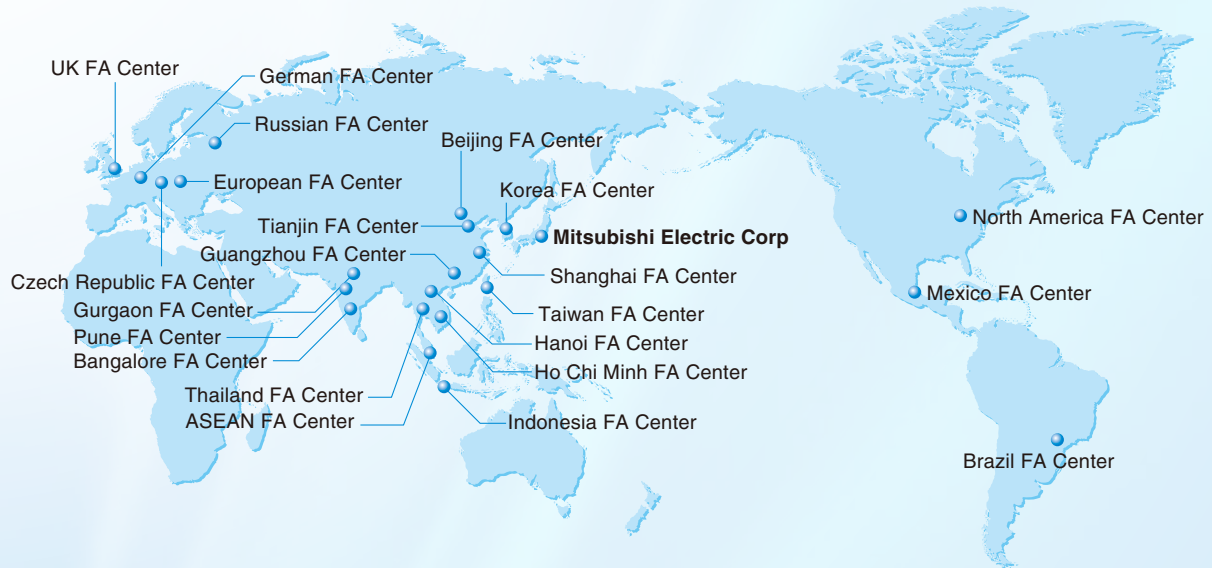 UK FA Center
German FA Center
Russian FA Center
Beijing FA Center
European FA Center
Korea FA Center
North America FA Center
Tianjin FA Center
Mitsubishi Electric Corp
Guangzhou FA Center
Shanghai FA Center
Czech Republic FA Center
Mexico FA Center
Gurgaon FA Center
Taiwan FA Center
Pune FA Center
Hanoi FA Center
Bangalore FA Center
Ho Chi Minh FA Center
Thailand FA Center
ASEAN FA Center
Indonesia FA Center
Brazil FA Center